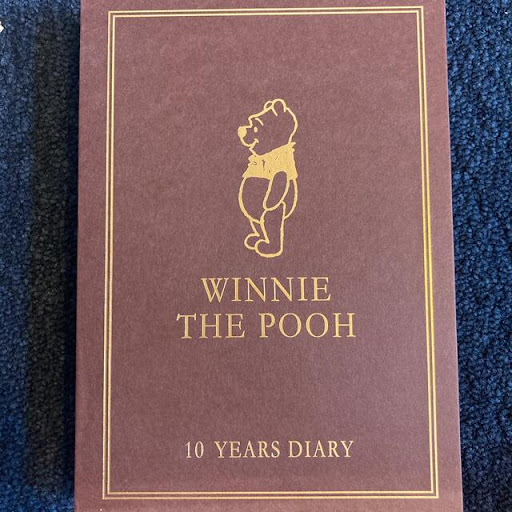 WINNIE
THE POOH
10 YEARS DIARY